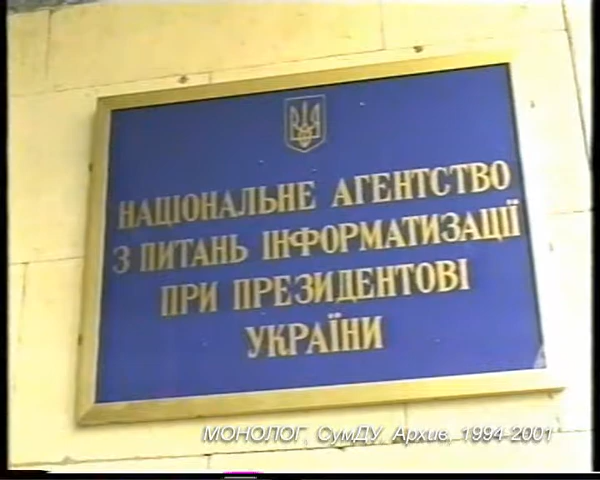 НАЦІОНАЛЬНЕ АГЕНТСТВО
З ПИТАНЬ ІНФОРМАТИЗАЦІЇ
ПРИ ПРЕЗИДЕНТОВІ
УКРАЇНИ
МОНОЛОГ, СумДУ, Архив, 1994-2001